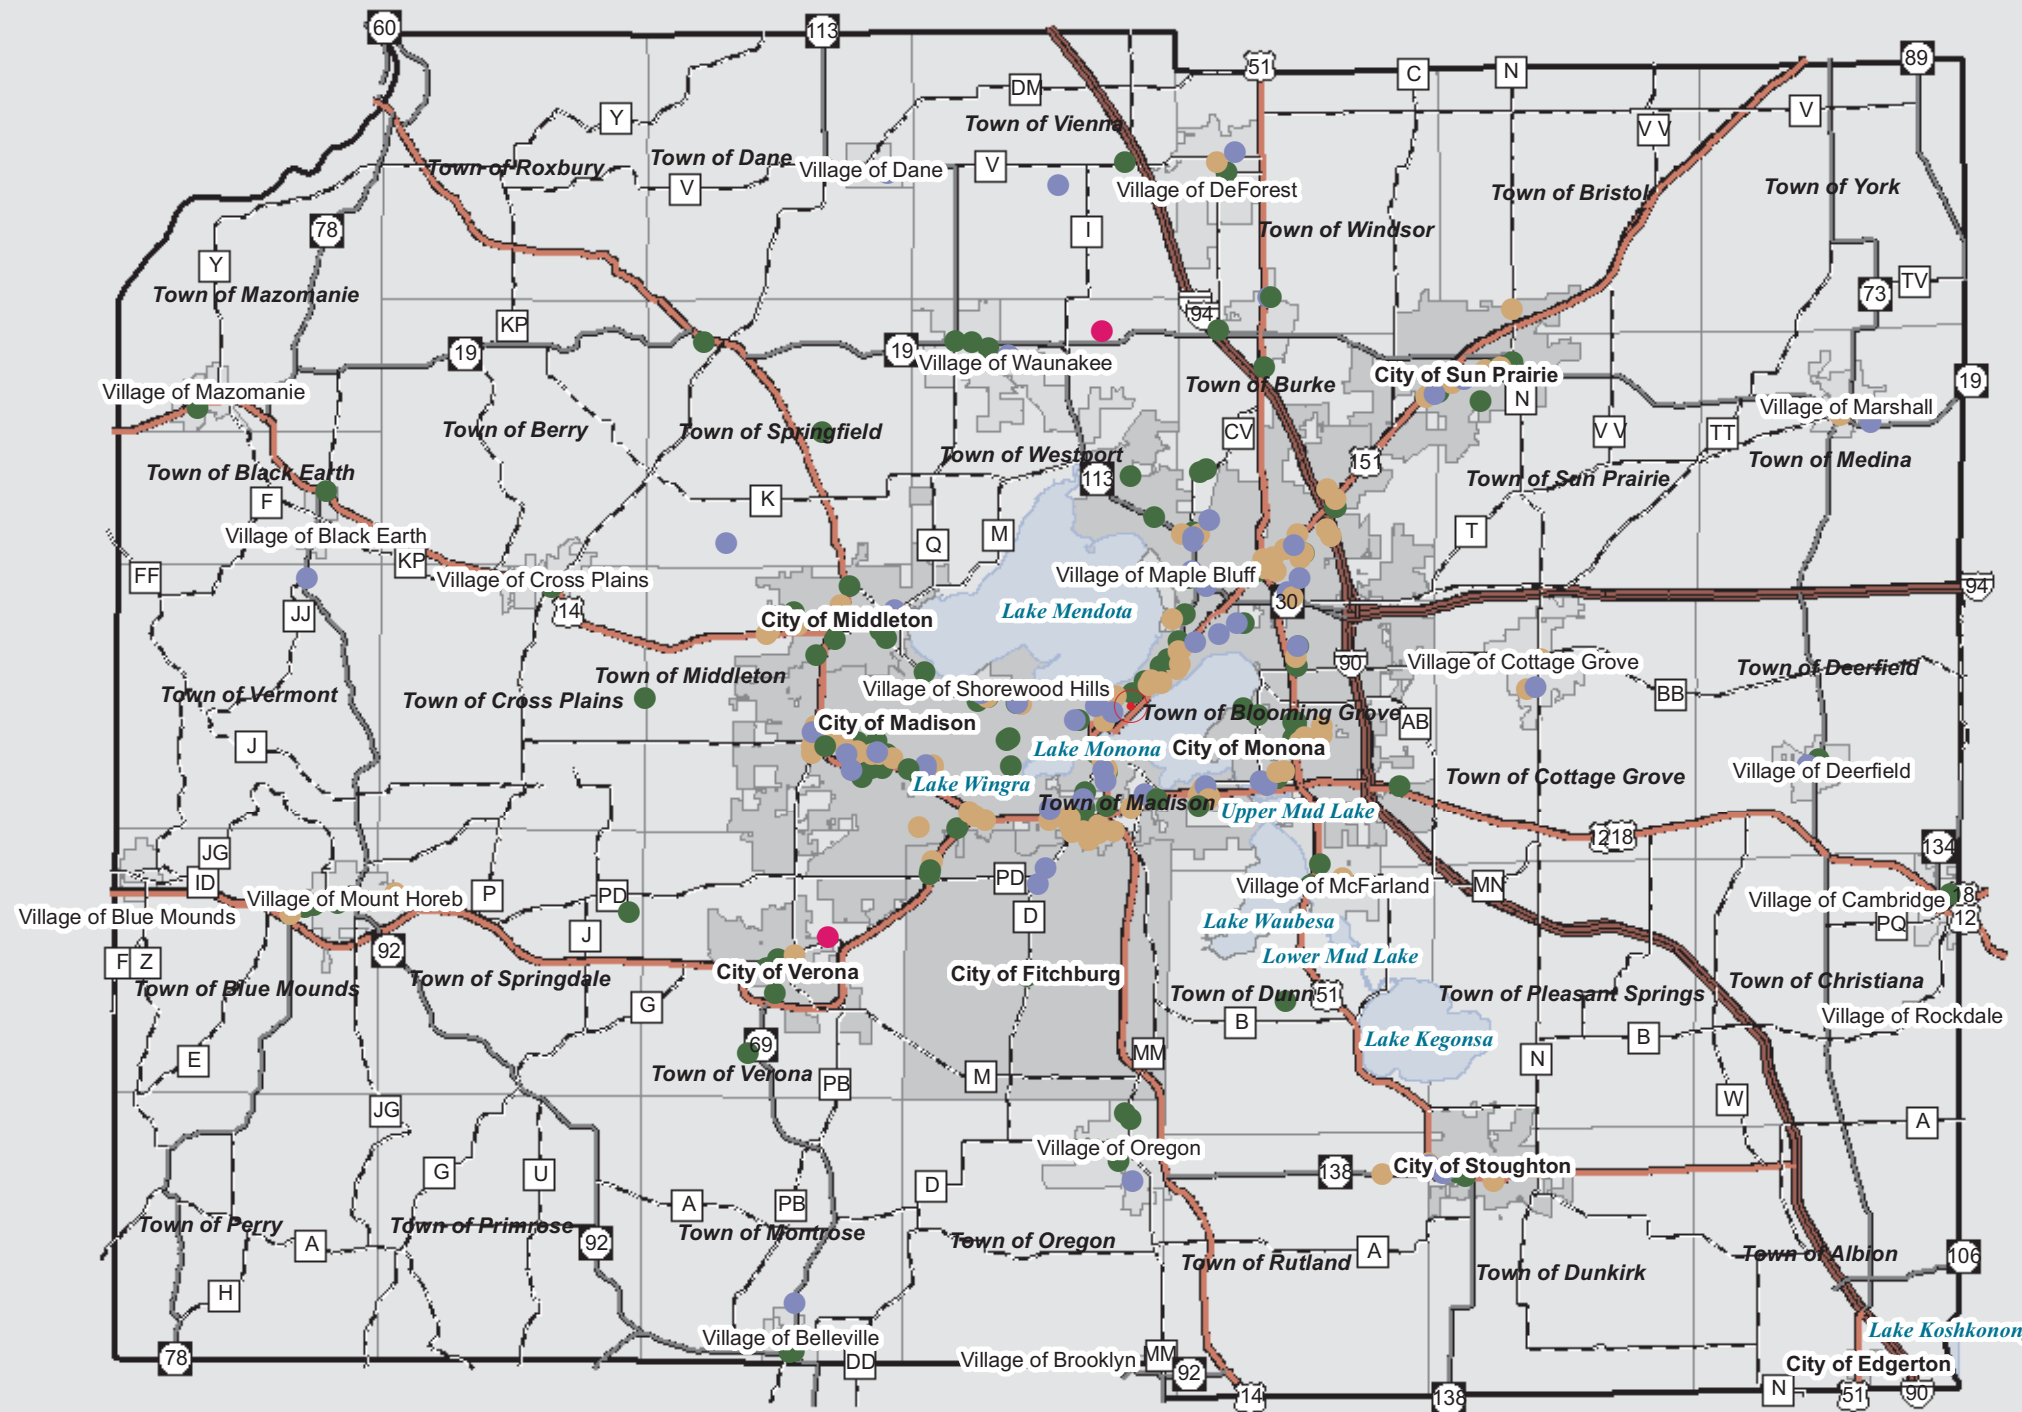 60
113
51
C
N
89
DM
Y
V
V V
Town of Vienna
Town of Roxbury
Town of Dane
Village of Dane
V
V
Village of DeForest
Town of Bristol
Town of York
78
I
Town of Windsor
Y
Town of Mazomanie
KP
94
73
TV
19
19
Village of Waunakee
Town of Burke
City of Sun Prairie
19
Village of Mazomanie
N
Village of Marshall
Town of Berry
Town of Springfield
CV
V V
TT
Town of Westport
151
Town of Black Earth
113
Town of Sun Prairie
Town of Medina
F
K
Village of Black Earth
Q
M
T
KP
FF
Village of Cross Plains
Village of Maple Bluff
94
14
JJ
City of Middleton
Lake Mendota
30
Town of Middleton
90
Village of Cottage Grove
Town of Deerfield
Town of Vermont
Town of Cross Plains
Village of Shorewood Hills
BB
City of Madison
Town of Blooming Grove
AB
J
Lake Monona
City of Monona
Lake Wingra
Town of Cottage Grove
Village of Deerfield
Town of Madison
Upper Mud Lake
1218
JG
134
ID
P
PD
PD
Village of McFarland
MN
Village of Mount Horeb
Village of Blue Mounds
Village of Cambridge
18
12
J
D
Lake Waubesa
PQ
92
F
Z
Lower Mud Lake
Town of Springdale
City of Verona
City of Fitchburg
Town of Blue Mounds
Town of Dunn
51
Town of Pleasant Springs
Town of Christiana
G
B
Village of Rockdale
69
Lake Kegonsa
B
E
Town of Verona
M
MM
N
PB
JG
W
A
Village of Oregon
G
U
138
City of Stoughton
D
A
PB
Town of Perry
Town of Primrose
Town of Montrose
A
92
Town of Oregon
Town of Rutland
A
Town of Albion
106
Town of Dunkirk
H
Lake Koshkonon
Village of Belleville
78
DD
Village of Brooklyn
MM
92
City of Edgerton
14
138
N
51
90